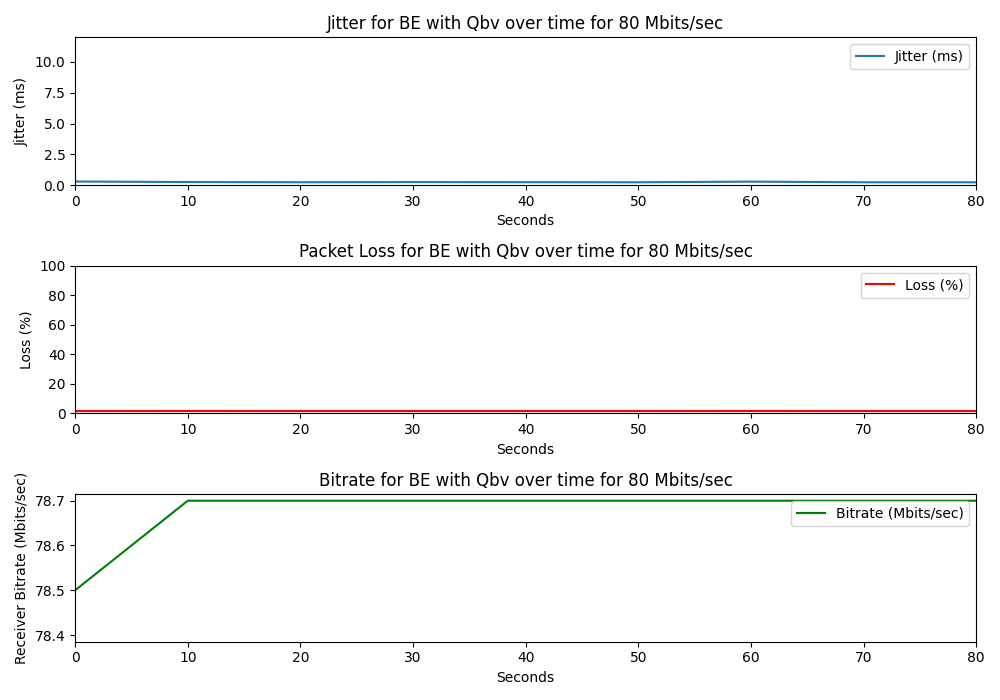 Jitter for BE with Qbv over time for 80 Mbits/sec
Jitter (ms)
10.0
7.5
5.0
2.5
0.0
Jitter (ms)
0 10 20 30 40 50 60 70 80
Seconds
Packet Loss for BE with Qbv over time for 80 Mbits/sec
Loss (%)
100
80
60
40
20
0
Loss (%)
0 10 20 30 40 50 60 70 80
Seconds
Bitrate for BE with Qbv over time for 80 Mbits/sec
Receiver Bitrate (Mbits/sec)
78.7
78.6
78.5
78.4
Bitrate (Mbits/sec)
0 10 20 30 40 50 60 70 80
Seconds